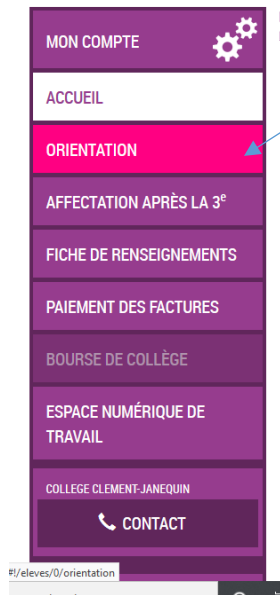 MON COMPTE
ACCUEIL
ORIENTATION
AFFECTATION APRÈS LA 3e
FICHE DE RENSEIGNEMENTS
PAIEMENT DES FACTURES
BOURSE DE COLLÈGE
ESPACE NUMÉRIQUE DE
TRAVAIL
COLLEGE CLEMENT-JANEQUIN
CONTACT
#!/eleves/0/orientation